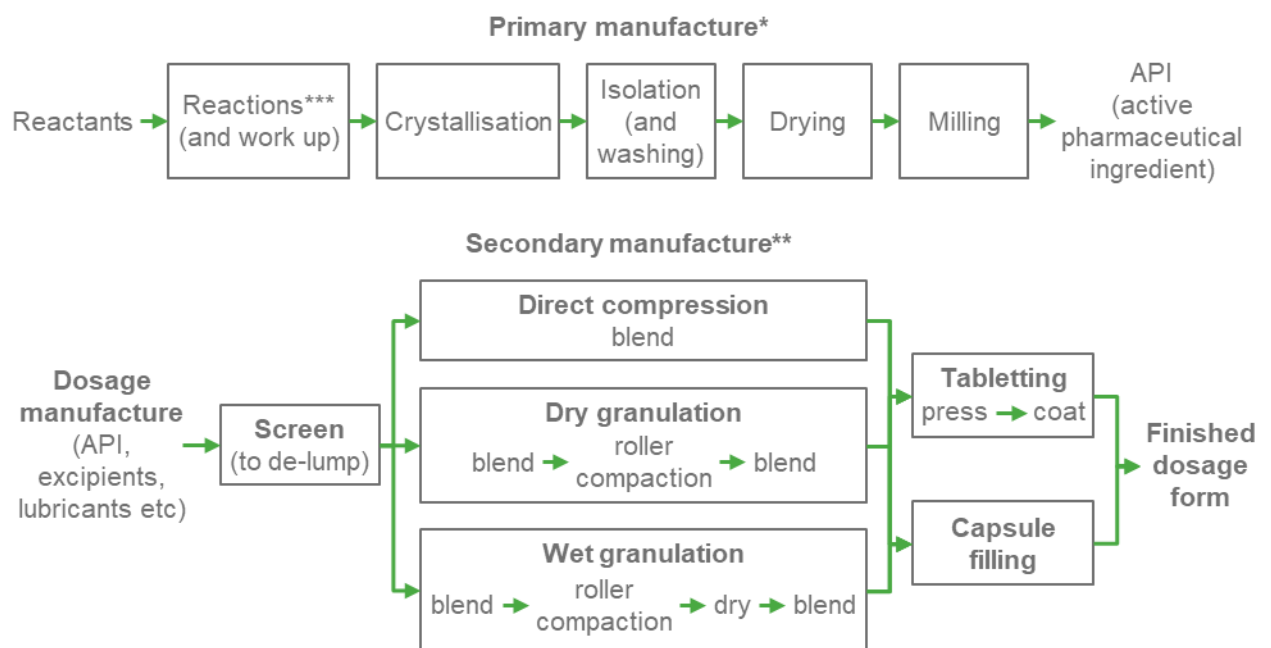 Primary manufacture*
Reactants
Reactions***
(and work up)
Crystallisation
Isolation
(and
washing)
Drying
Milling
API
(active
pharmaceutical
ingredient)
Secondary manufacture**
Dosage
manufacture
(API,
excipients,
lubricants etc)
Screen
(to de-lump)
Direct compression
blend
Dry granulation
blend
roller
compaction
blend
Wet granulation
blend
roller
compaction
dry
blend
Tabletting
press
coat
Capsule
filling
Finished
dosage
form